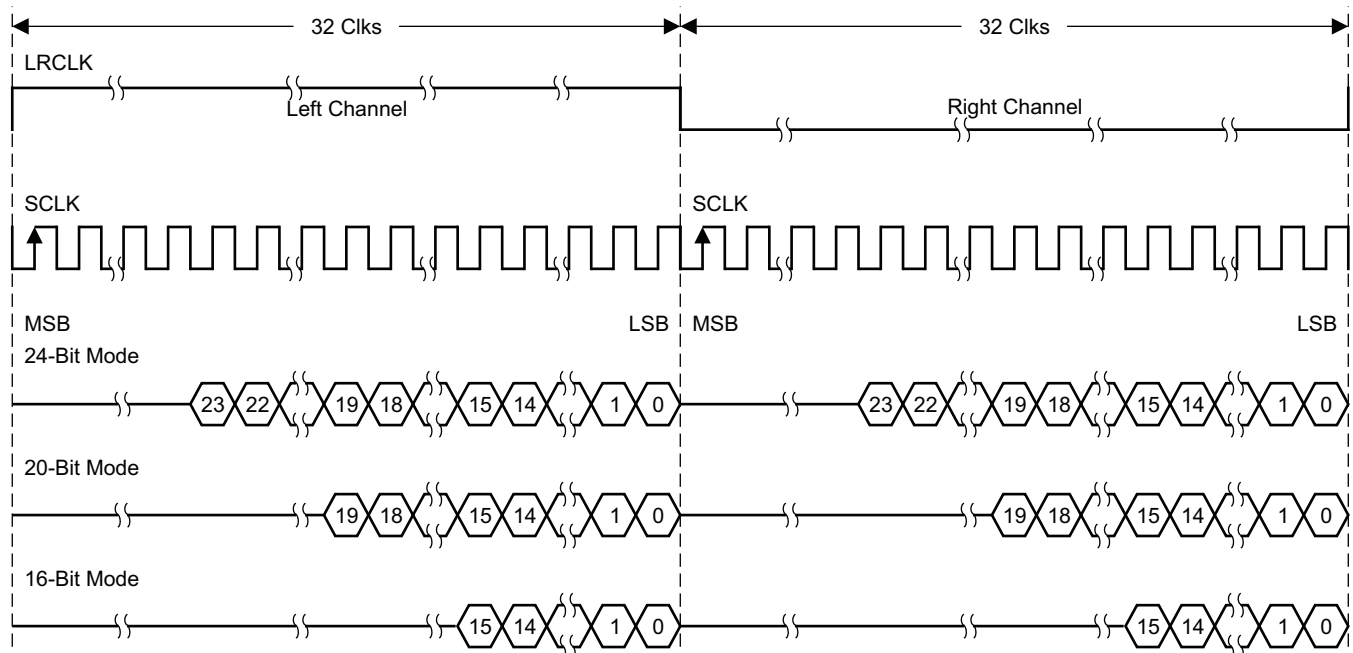 32 Clks 32 Clks
LRCLK
Left Channel Right Channel
SCLK SCLK
MSB LSB MSB LSB
24-Bit Mode
23 22 19 18 15 14 1 0 23 22 19 18 15 14 1 0
20-Bit Mode
19 18 15 14 1 0 19 18 15 14 1 0
16-Bit Mode
15 14 1 0 15 14 1 0